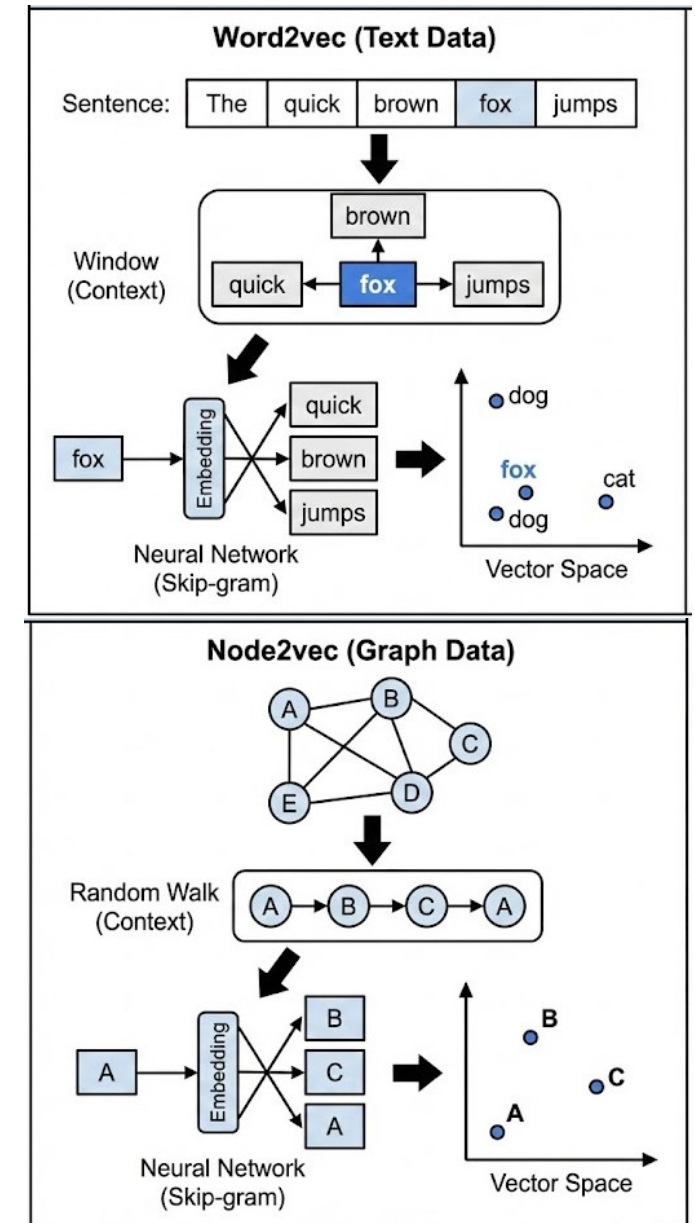 Word2vec (Text Data)
Sentence: The quick brown fox jumps
brown
Window
(Context)
quick fox jumps
quick
fox Embedding brown
jumps
Neural Network
(Skip-gram)
dog
fox
cat
dog
Vector Space
Node2vec (Graph Data)
A B
C
E D
Random Walk
(Context)
A B C A
B
A Embedding C
A
Neural Network
(Skip-gram)
B
C
A
Vector Space